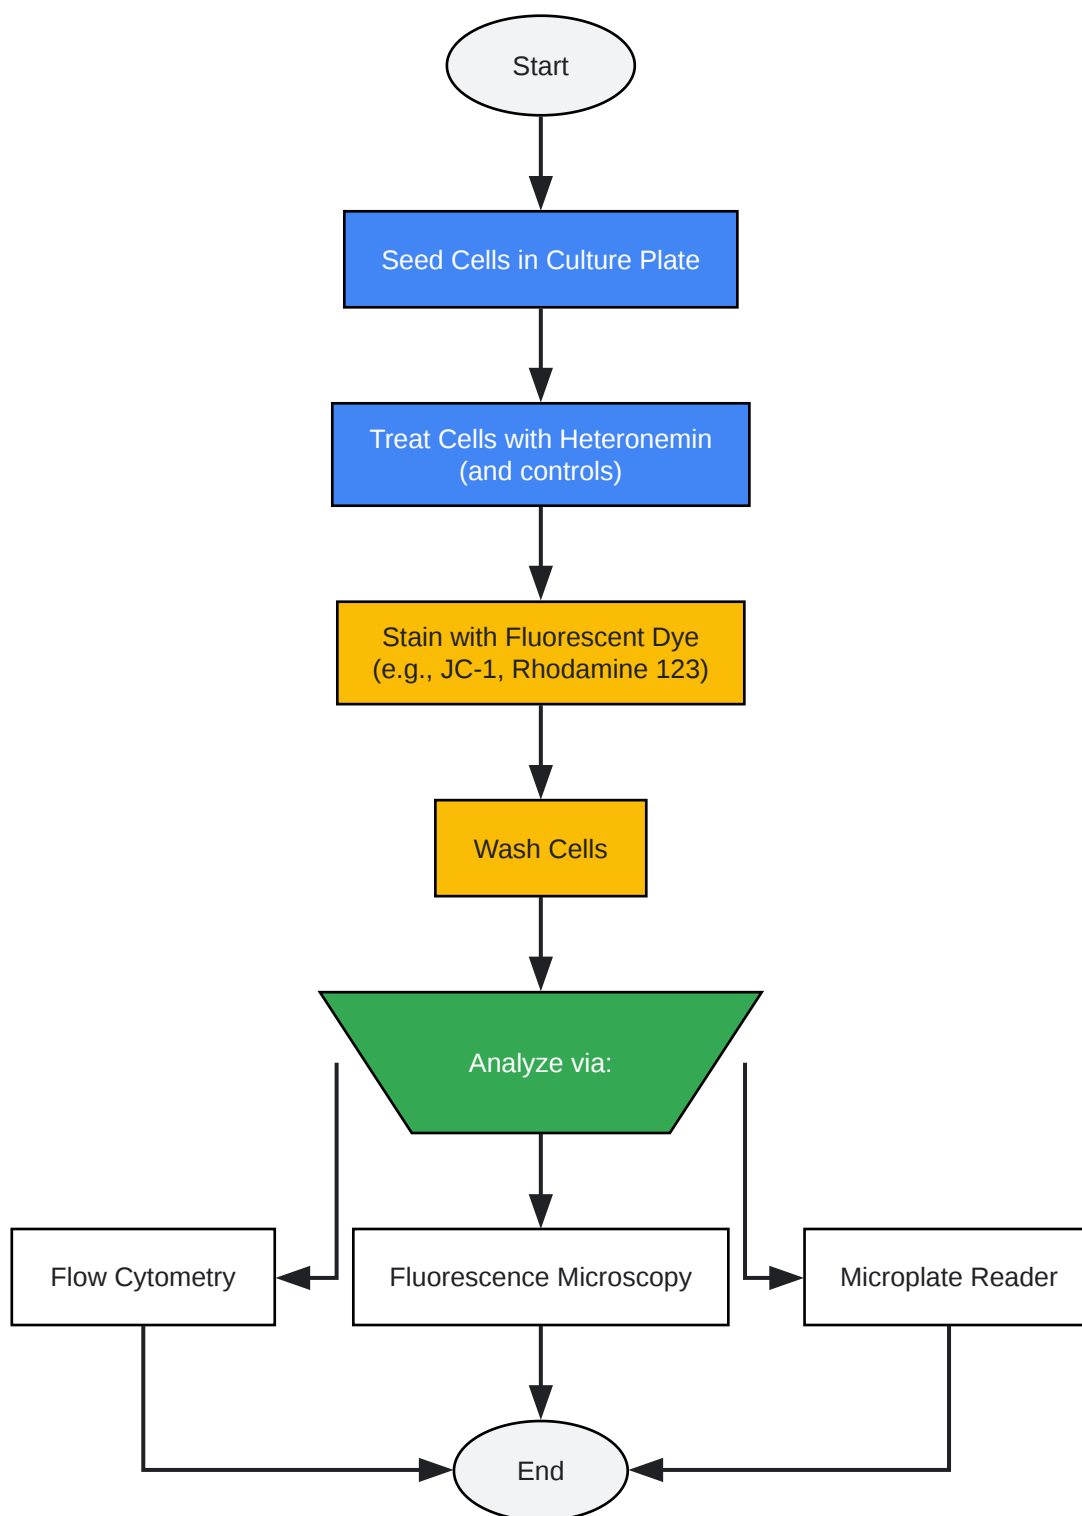 Start
Seed Cells in Culture Plate
Treat Cells with Heteronemin
(and controls)
Stain with Fluorescent Dye
(e.g., JC-1, Rhodamine 123)
Wash Cells
Analyze via:
Flow Cytometry
Fluorescence Microscopy
Microplate Reader
End